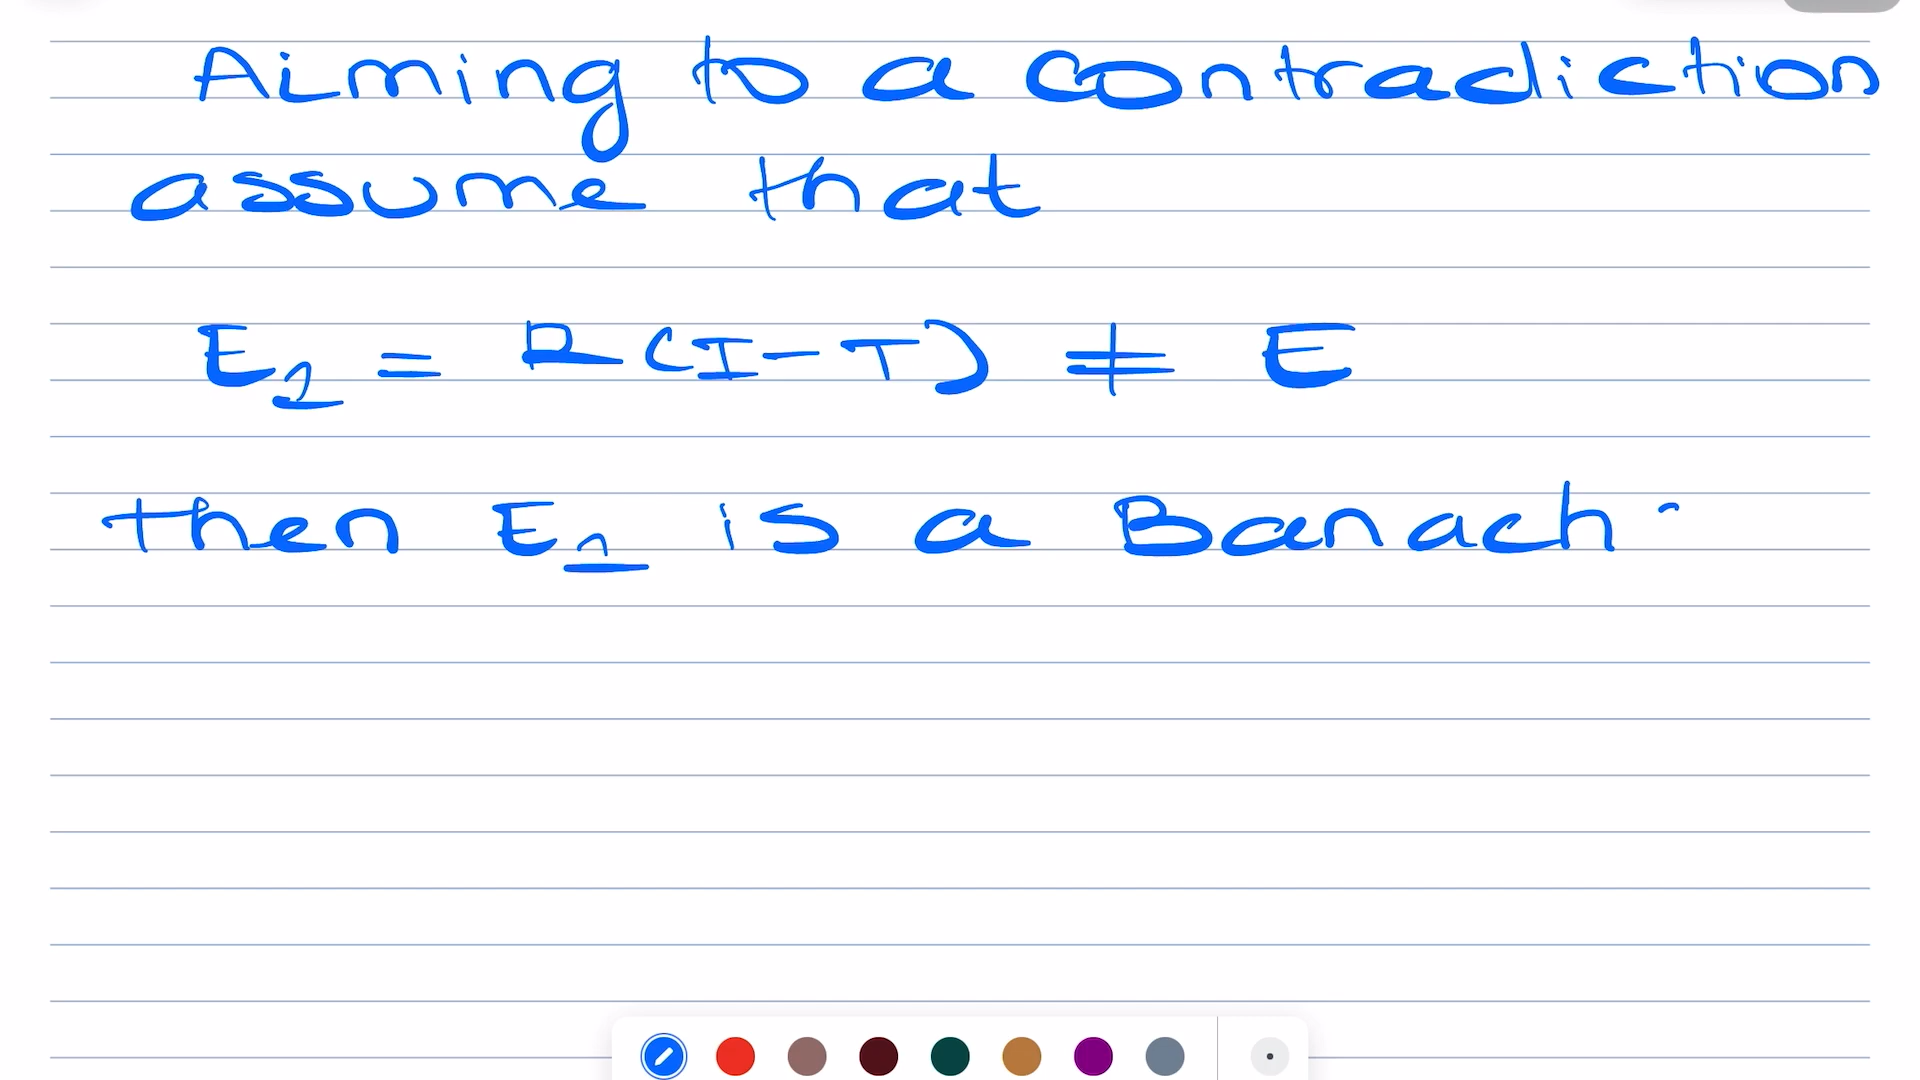 Aiming to a contradiction
assume that
E₁ = R(I-T) ≠ E
then E₁ is a Banach